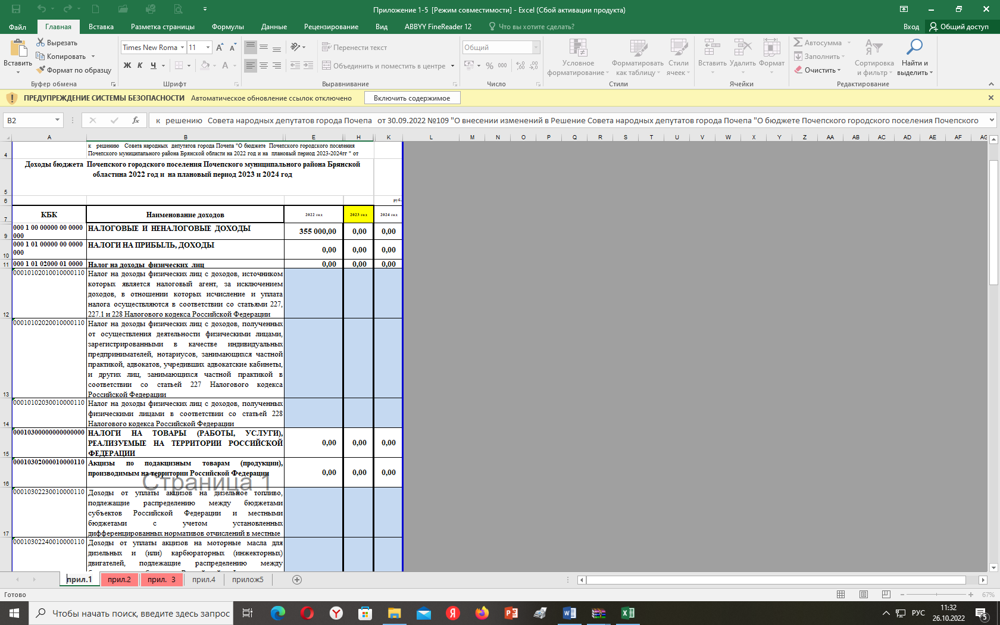 Приложение 1-5 [Режим совместимости] - Excel (Сбой активации продукта)
Файл Главная Вставка Разметка страницы Формулы Данные Рецензирование Вид ABBYY FineReader 12 Что вы хотите сделать? Вход Общий доступ
Вставить
Вырезать
Копировать
Формат по образцу
Буфер обмена
Times New Roma 11
Ж К Ч
Шрифт
Перенести текст
Объединить и поместить в центре
Выравнивание
Общий
% 000
Число
Условное форматирование
Форматировать как таблицу
Стили ячеек
Стили
Вставить Удалить Формат
Ячейки
Автосумма
Заполнить
Очистить
Сортировка и фильтр
Найти и выделить
Редактирование
ПРЕДУПРЕЖДЕНИЕ СИСТЕМЫ БЕЗОПАСНОСТИ Автоматическое обновление ссылок отключено Включить содержимое
B2 fx к решению Совета народных депутатов города Почепа от 30.09.2022 №109 "О внесении изменений в Решение Совета народных депутатов города Почепа "О бюджете Почепского городского поселения Почепского
A B E H K L M N O P Q R S T U V W X Y Z AA AB AC AD AE AF AG
к решению Совета народных депутатов города Почепа "О бюджете Почепского городского поселения
4 Почепского муниципального района Брянской области на 2022 год и на плановый период 2023-2024гг " от
Доходы бюджета Почепского городского поселения Почепского муниципального района Брянской
областина 2022 год и на плановый период 2023 и 2024 год
5
6 руб.
7 КБК Наименование доходов 2022 год 2023 год 2024 год
000 1 00 00000 00 0000 НАЛОГОВЫЕ И НЕНАЛОГОВЫЕ ДОХОДЫ 355 000,00 0,00 0,00
9 000
000 1 01 00000 00 0000 НАЛОГИ НА ПРИБЫЛЬ, ДОХОДЫ
10 000 0,00 0,00 0,00
11 000 1 01 02000 01 0000 Налог на доходы физических лиц 0,00 0,00 0,00
00010102010010000110 Налог на доходы физических лиц с доходов, источником
которых является налоговый агент, за исключением
доходов, в отношении которых исчисление и уплата
налога осуществляются в соответствии со статьями 227,
12 227.1 и 228 Налогового кодекса Российской Федерации
00010102020010000110 Налог на доходы физических лиц с доходов, полученных
от осуществления деятельности физическими лицами,
зарегистрированными в качестве индивидуальных
предпринимателей, нотариусов, занимающихся частной
практикой, адвокатов, учредивших адвокатские кабинеты,
и других лиц, занимающихся частной практикой в
соответствии со статьей 227 Налогового кодекса
13 Российской Федерации
00010102030010000110 Налог на доходы физических лиц с доходов, полученных
физическими лицами в соответствии со статьей 228
14 Налогового кодекса Российской Федерации
00010300000000000000 НАЛОГИ НА ТОВАРЫ (РАБОТЫ, УСЛУГИ),
РЕАЛИЗУЕМЫЕ НА ТЕРРИТОРИИ РОССИЙСКОЙ 0,00 0,00 0,00
15 ФЕДЕРАЦИИ
00010302000010000110 Акцизы по подакцизным товарам (продукции),
производимым на территории Российской Федерации 0,00 0,00 0,00
16 Страница 1
00010302230010000110 Доходы от уплаты акцизов на дизельное топливо,
подлежащие распределению между бюджетами
субъектов Российской Федерации и местными
бюджетами с учетом установленных
17 дифференцированных нормативов отчислений в местные
00010302240010000110 Доходы от уплаты акцизов на моторные масла для
дизельных и (или) карбюраторных (инжекторных)
двигателей, подлежащие распределению между
прил.1 прил.2 прил. 3 прил.4 прилож5
Готово 67%
Чтобы начать поиск, введите здесь запрос
РУС 11:32
26.10.2022 5